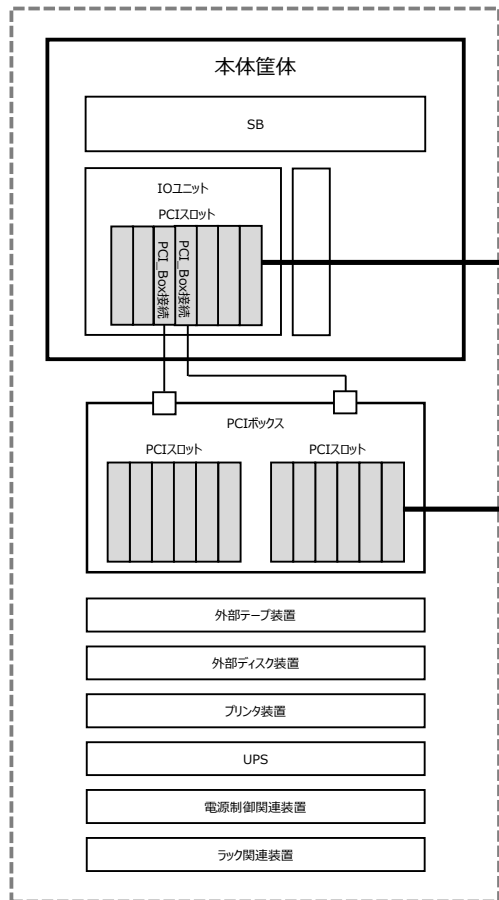 本体筐体
SB
IOユニット
PCIスロット
PCI_Box接続
PCI_Box接続
PCIボックス
PCIスロット
PCIスロット
外部テープ装置
外部ディスク装置
プリンタ装置
UPS
電源制御関連装置
ラック関連装置